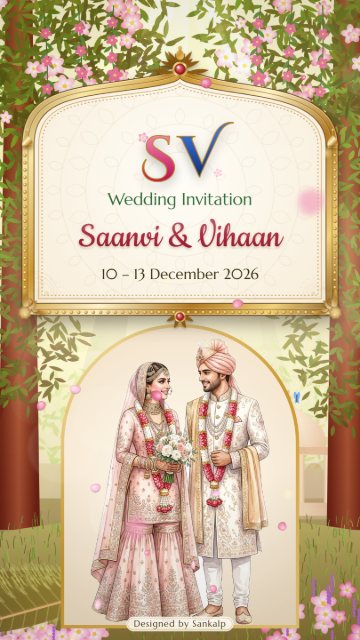 SV
Wedding Invitation
Saanvi & Vihaan
10 – 13 December 2026
Designed by Sankalp